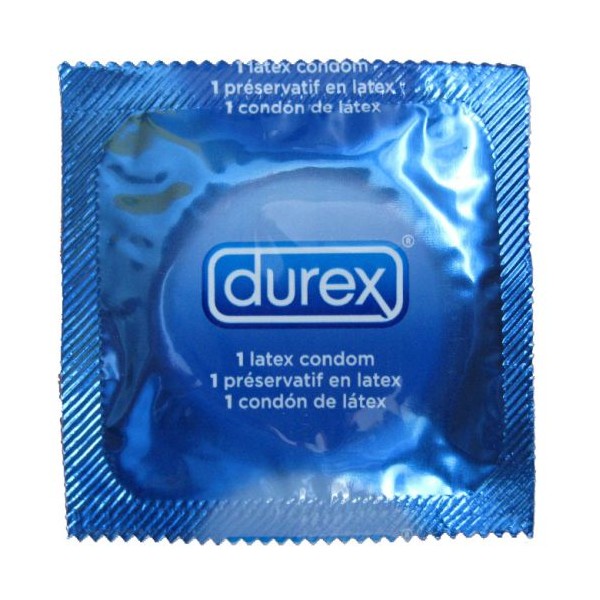 1 latex condom
1 préservatif en latex
1 condón de látex
durex®
1 latex condom
1 préservatif en latex
1 condón de látex